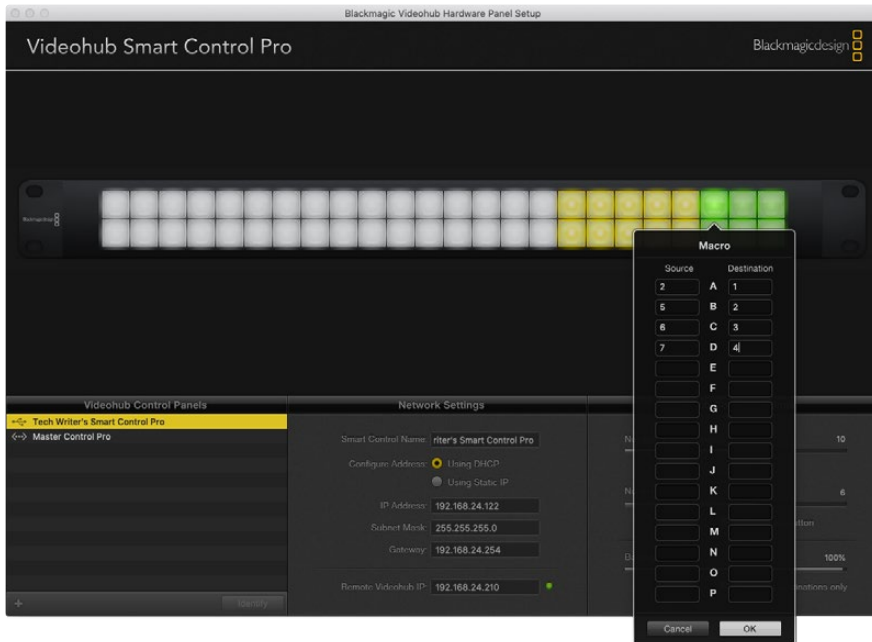 Blackmagic Videohub Hardware Panel Setup
Videohub Smart Control Pro
Blackmagicdesign
Blackmagicdesign
Macro
Source Destination
2 A 1
5 B 2
6 C 3
7 D 4
E
F
G
H
I
J
K
L
M
N
O
P
Cancel OK
Videohub Control Panels
Tech Writer's Smart Control Pro
Master Control Pro
+ Identify
Network Settings
Smart Control Name: riter's Smart Control Pro
Configure Address: Using DHCP
Using Static IP
IP Address: 192.168.24.122
Subnet Mask: 255.255.255.0
Gateway: 192.168.24.254
Remote Videohub IP: 192.168.24.210
10
6
100%